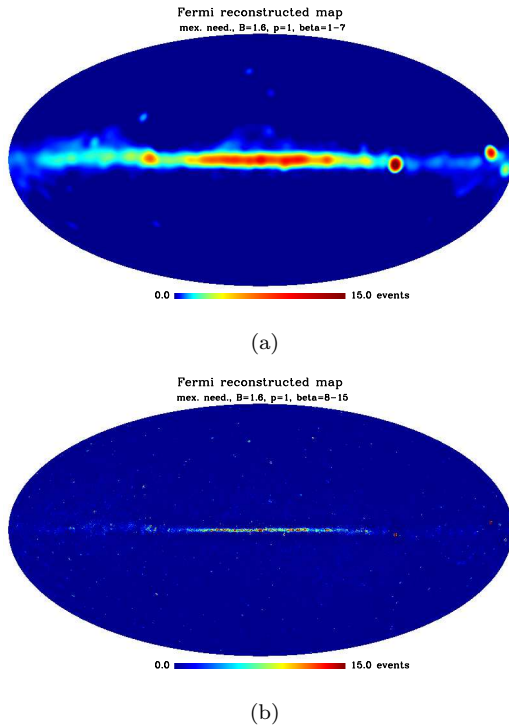 Fermi reconstructed map
mex. need., B=1.6, p=1, beta=1-7
0.0 15.0 events
(a)
Fermi reconstructed map
mex. need., B=1.6, p=1, beta=8-15
0.0 15.0 events
(b)